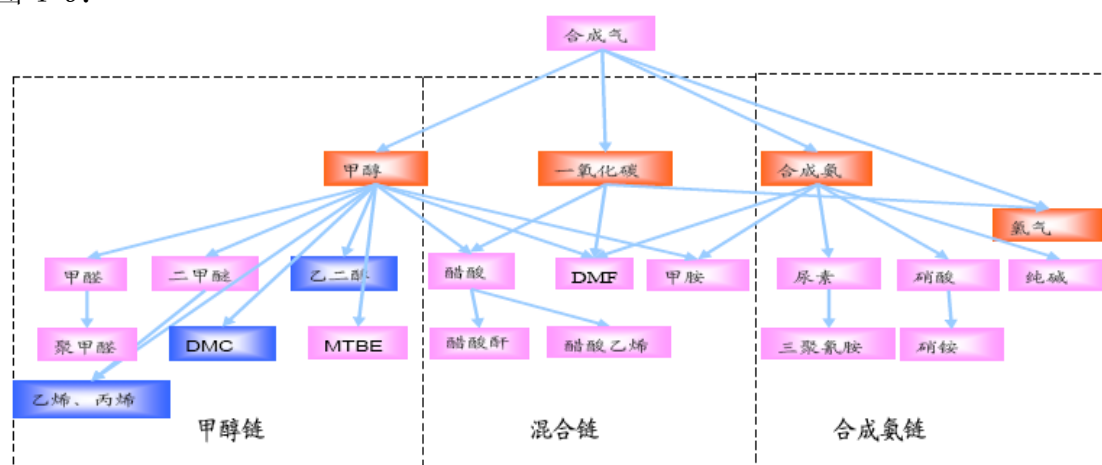 合成气
甲醇
一氧化碳
合成氨
氢气
甲醛
二甲醚
乙二醇
醋酸
DMF
甲胺
尿素
硝酸
纯碱
聚甲醛
DMC
MTBE
醋酸酐
醋酸乙烯
三聚氰胺
硝铵
乙烯、丙烯
甲醇链
混合链
合成氨链